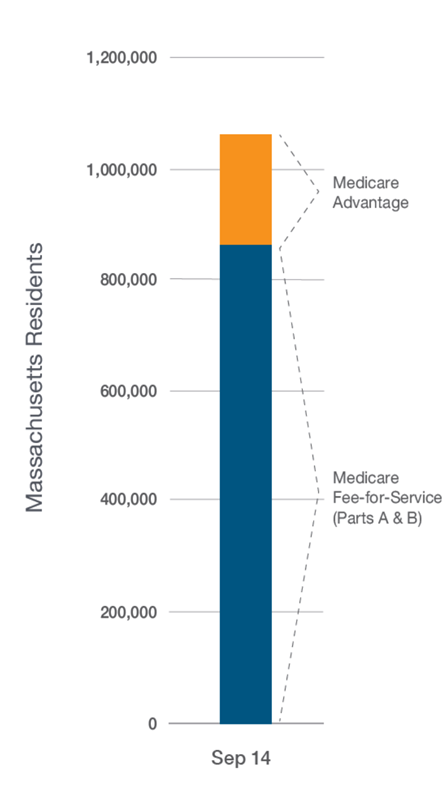 1,200,000
1,000,000
800,000
600,000
400,000
200,000
0
Massachusetts Residents
Medicare
Advantage
Medicare
Fee-for-Service
(Parts A & B)
Sep 14